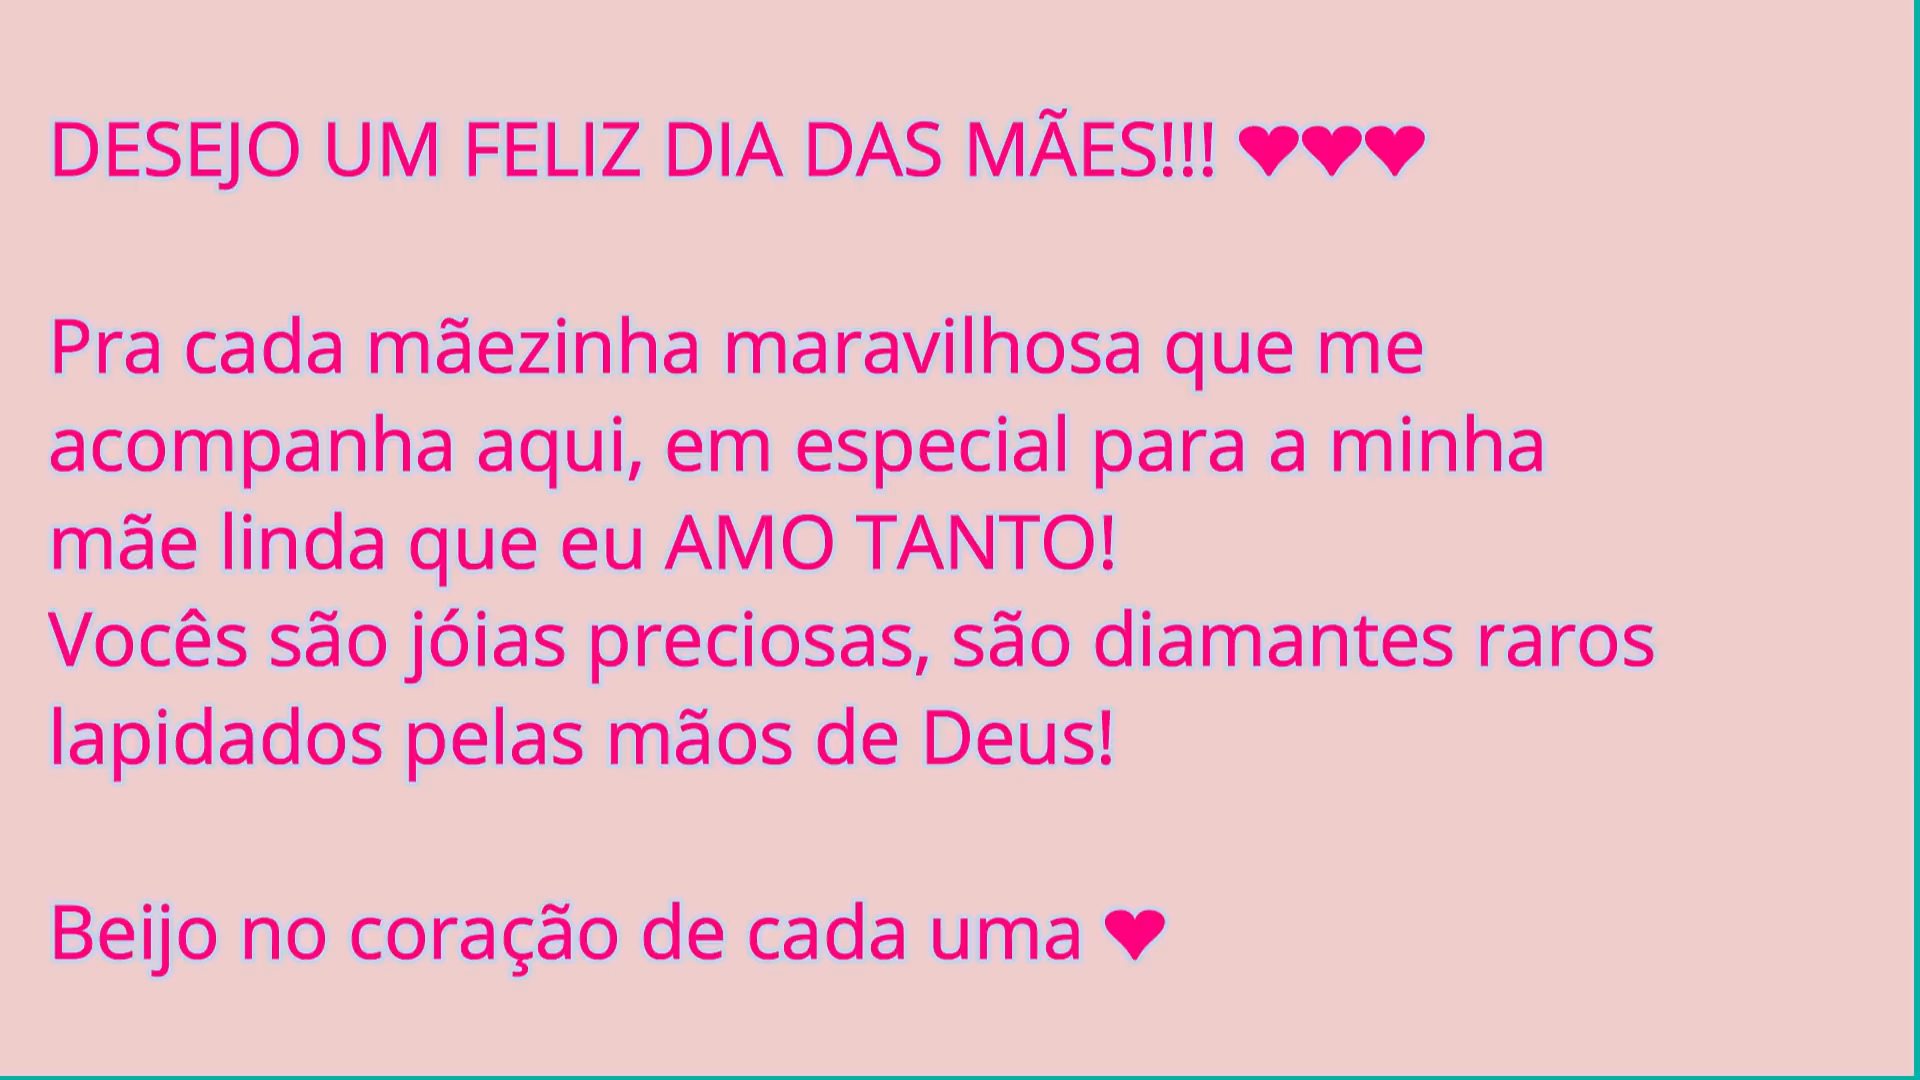 DESEJO UM FELIZ DIA DAS MÃES!!! ♥♥♥
Pra cada mãezinha maravilhosa que me
acompanha aqui, em especial para a minha
mãe linda que eu AMO TANTO!
Vocês são jóias preciosas, são diamantes raros
lapidados pelas mãos de Deus!
Beijo no coração de cada uma ♥